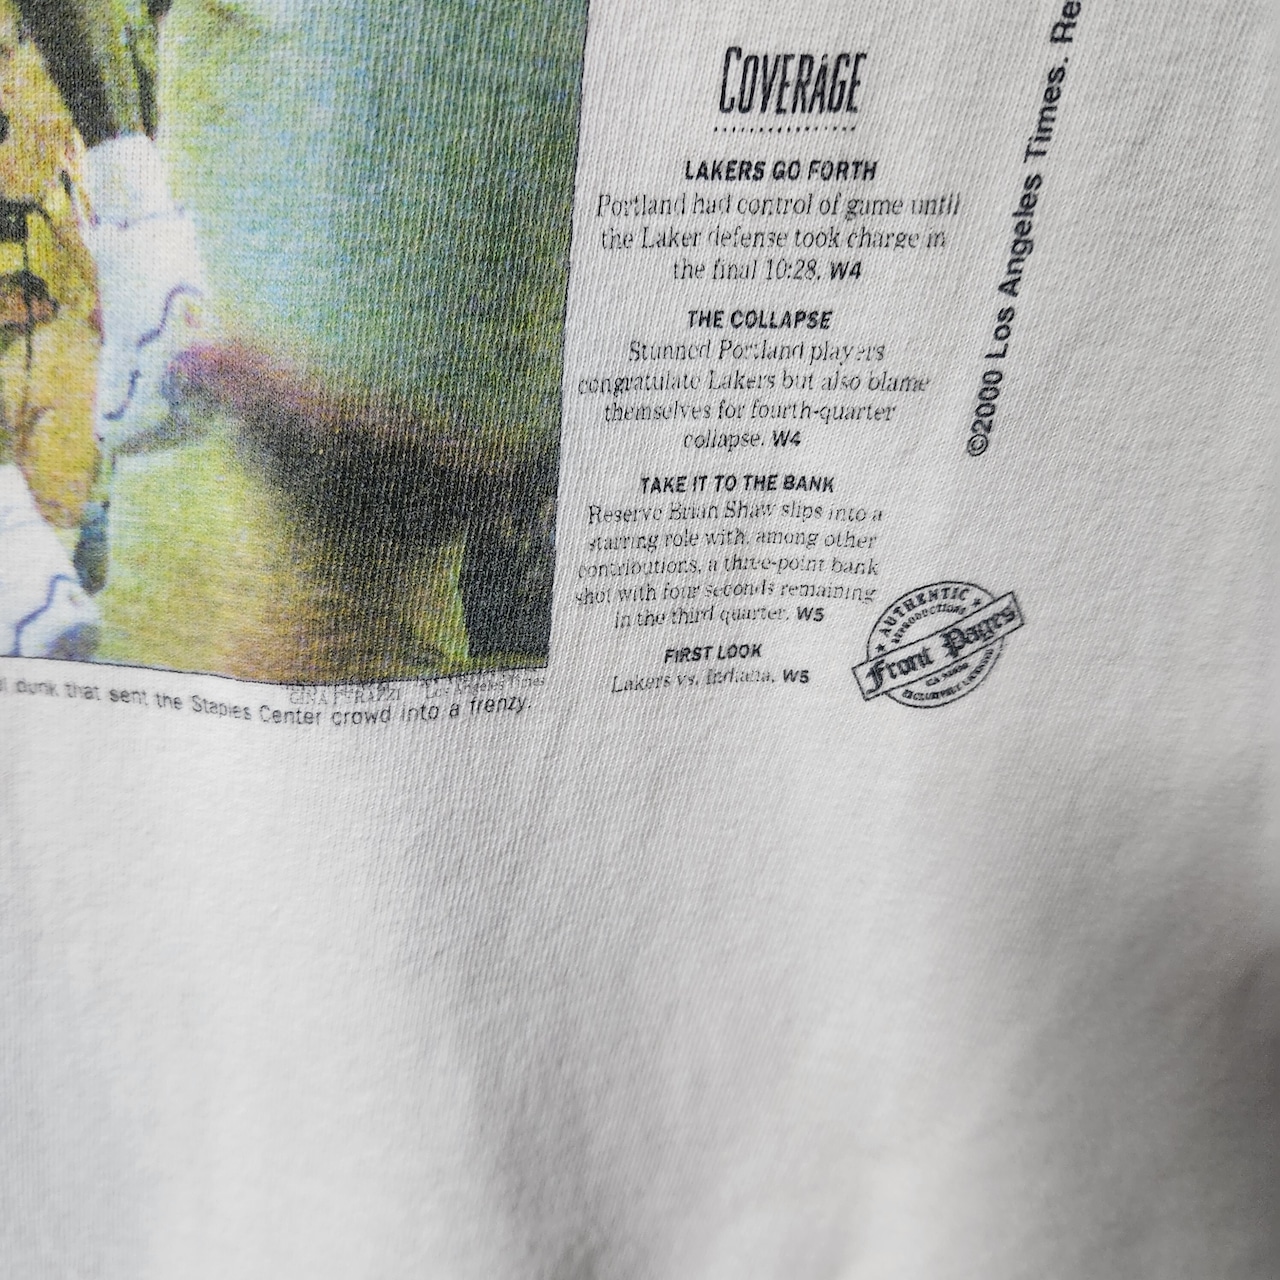 COVERAGE
LAKERS GO FORTH
Portland had control of game until
the Laker defense took charge in
the final 10:28. W4
THE COLLAPSE
Stunned Portland players
congratulate Lakers but also blame
themselves for fourth-quarter
collapse. W4
TAKE IT TO THE BANK
Reserve Brian Shaw slips into a
starring role with, among other
contributions, a three-point bank
shot with four seconds remaining
in the third quarter. W5
FIRST LOOK
Lakers vs. Indiana. W5
©2000 Los Angeles Times. Re
AUTHENTIC
REPRODUCTIONS
Front Pages
Los Angeles Times
dunk that sent the Staples Center crowd into a frenzy.